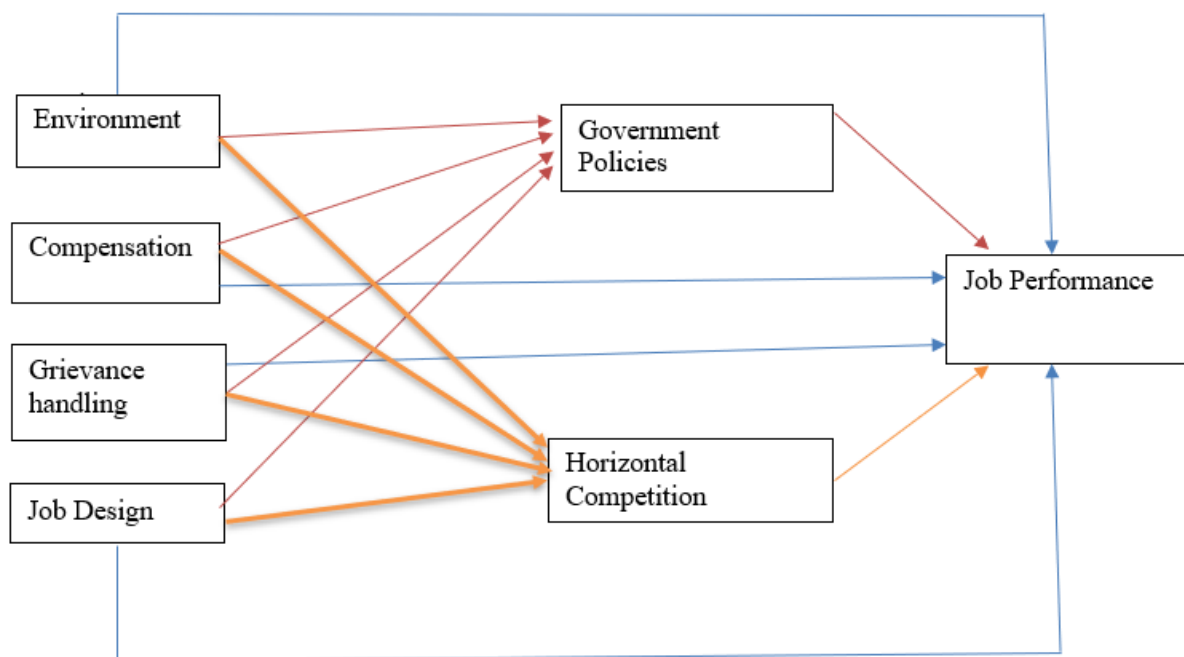 Environment
Government
Policies
Compensation
Job Performance
Grievance
handling
Horizontal
Competition
Job Design